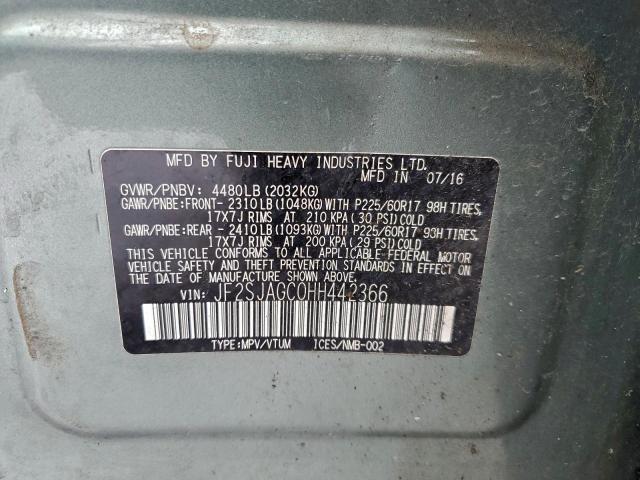 MFD BY FUJI HEAVY INDUSTRIES LTD.
MFD IN 07/16
GVWR/PNBV: 4480LB(2032KG)
GAWR/PNBE:FRONT- 2310LB(1048KG)WITH P225/60R17 98H TIRES,
17X7J RIMS AT 210 KPA(30 PSI)COLD
GAWR/PNBE:REAR - 2410LB(1093KG)WITH P225/60R17 93H TIRES,
17X7J RIMS AT 200 KPA(29 PSI)COLD
THIS VEHICLE CONFORMS TO ALL APPLICABLE FEDERAL MOTOR
VEHICLE SAFETY STANDARDS IN EFFECT ON THE
DATE OF MANUFACTURE SHOWN ABOVE.
VIN: JF2SJAGC0HH442366
TYPE:MPV/VTUM ICES/NMB-002